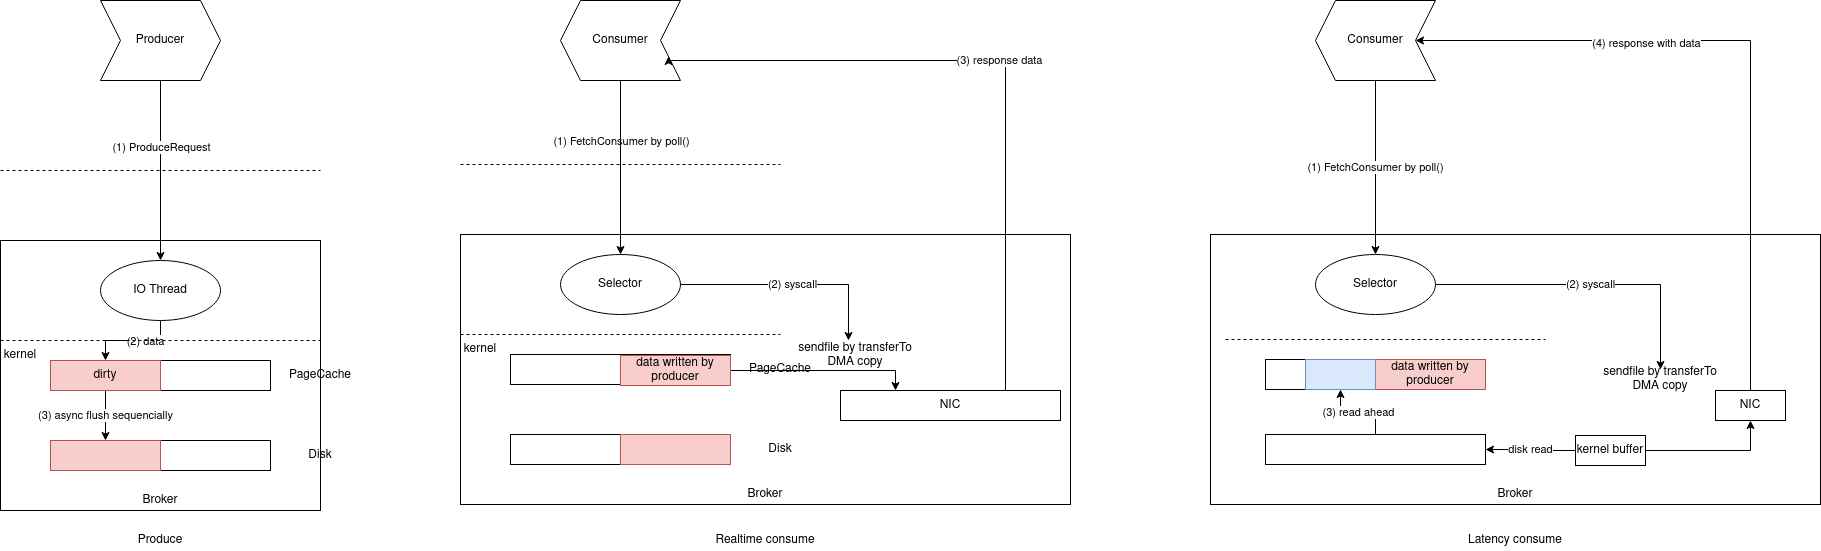 Producer
(1) ProduceRequest
IO Thread
(2) data
kernel
dirty
PageCache
(3) async flush sequencially
Disk
Broker
Produce
Consumer
(3) response data
(1) FetchConsumer by poll()
Selector
(2) syscall
kernel
sendfile by transferTo
DMA copy
data written by
producer
PageCache
NIC
Disk
Broker
Realtime consume
Consumer
(4) response with data
(1) FetchConsumer by poll()
Selector
(2) syscall
data written by
producer
sendfile by transferTo
DMA copy
(3) read ahead
NIC
disk read
kernel buffer
Broker
Latency consume